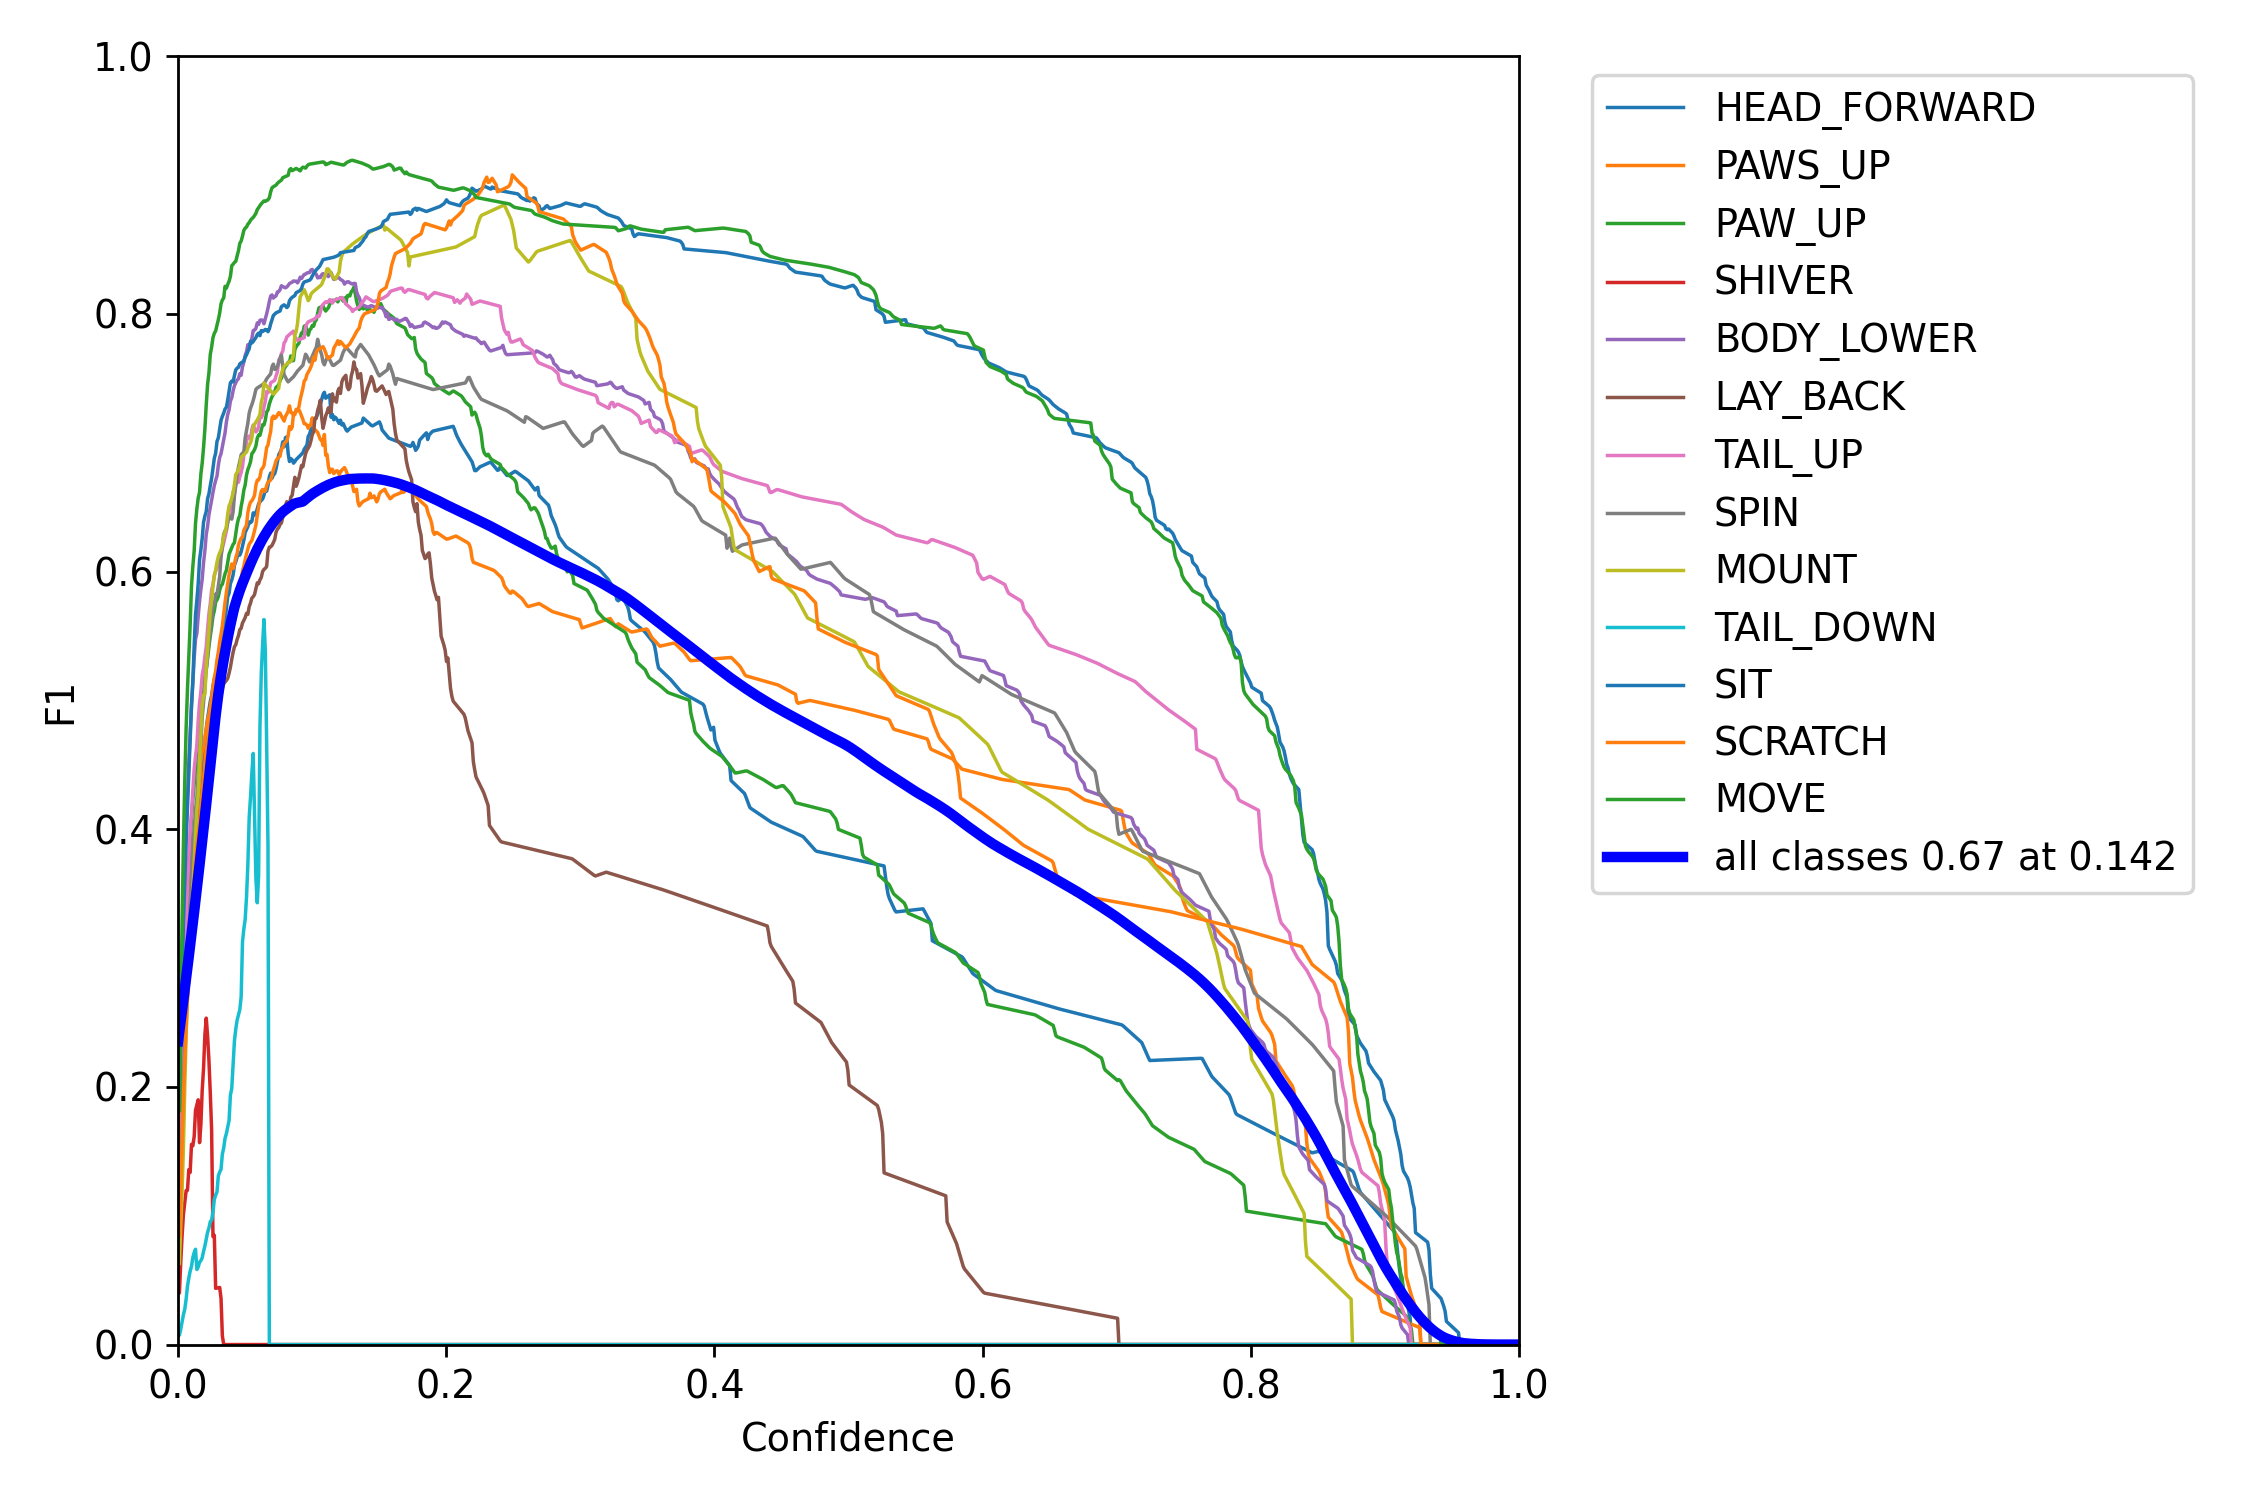 1.0
0.8
0.6
0.4
0.2
0.0
F1
0.0 0.2 0.4 0.6 0.8 1.0
Confidence
HEAD_FORWARD
PAWS_UP
PAW_UP
SHIVER
BODY_LOWER
LAY_BACK
TAIL_UP
SPIN
MOUNT
TAIL_DOWN
SIT
SCRATCH
MOVE
all classes 0.67 at 0.142